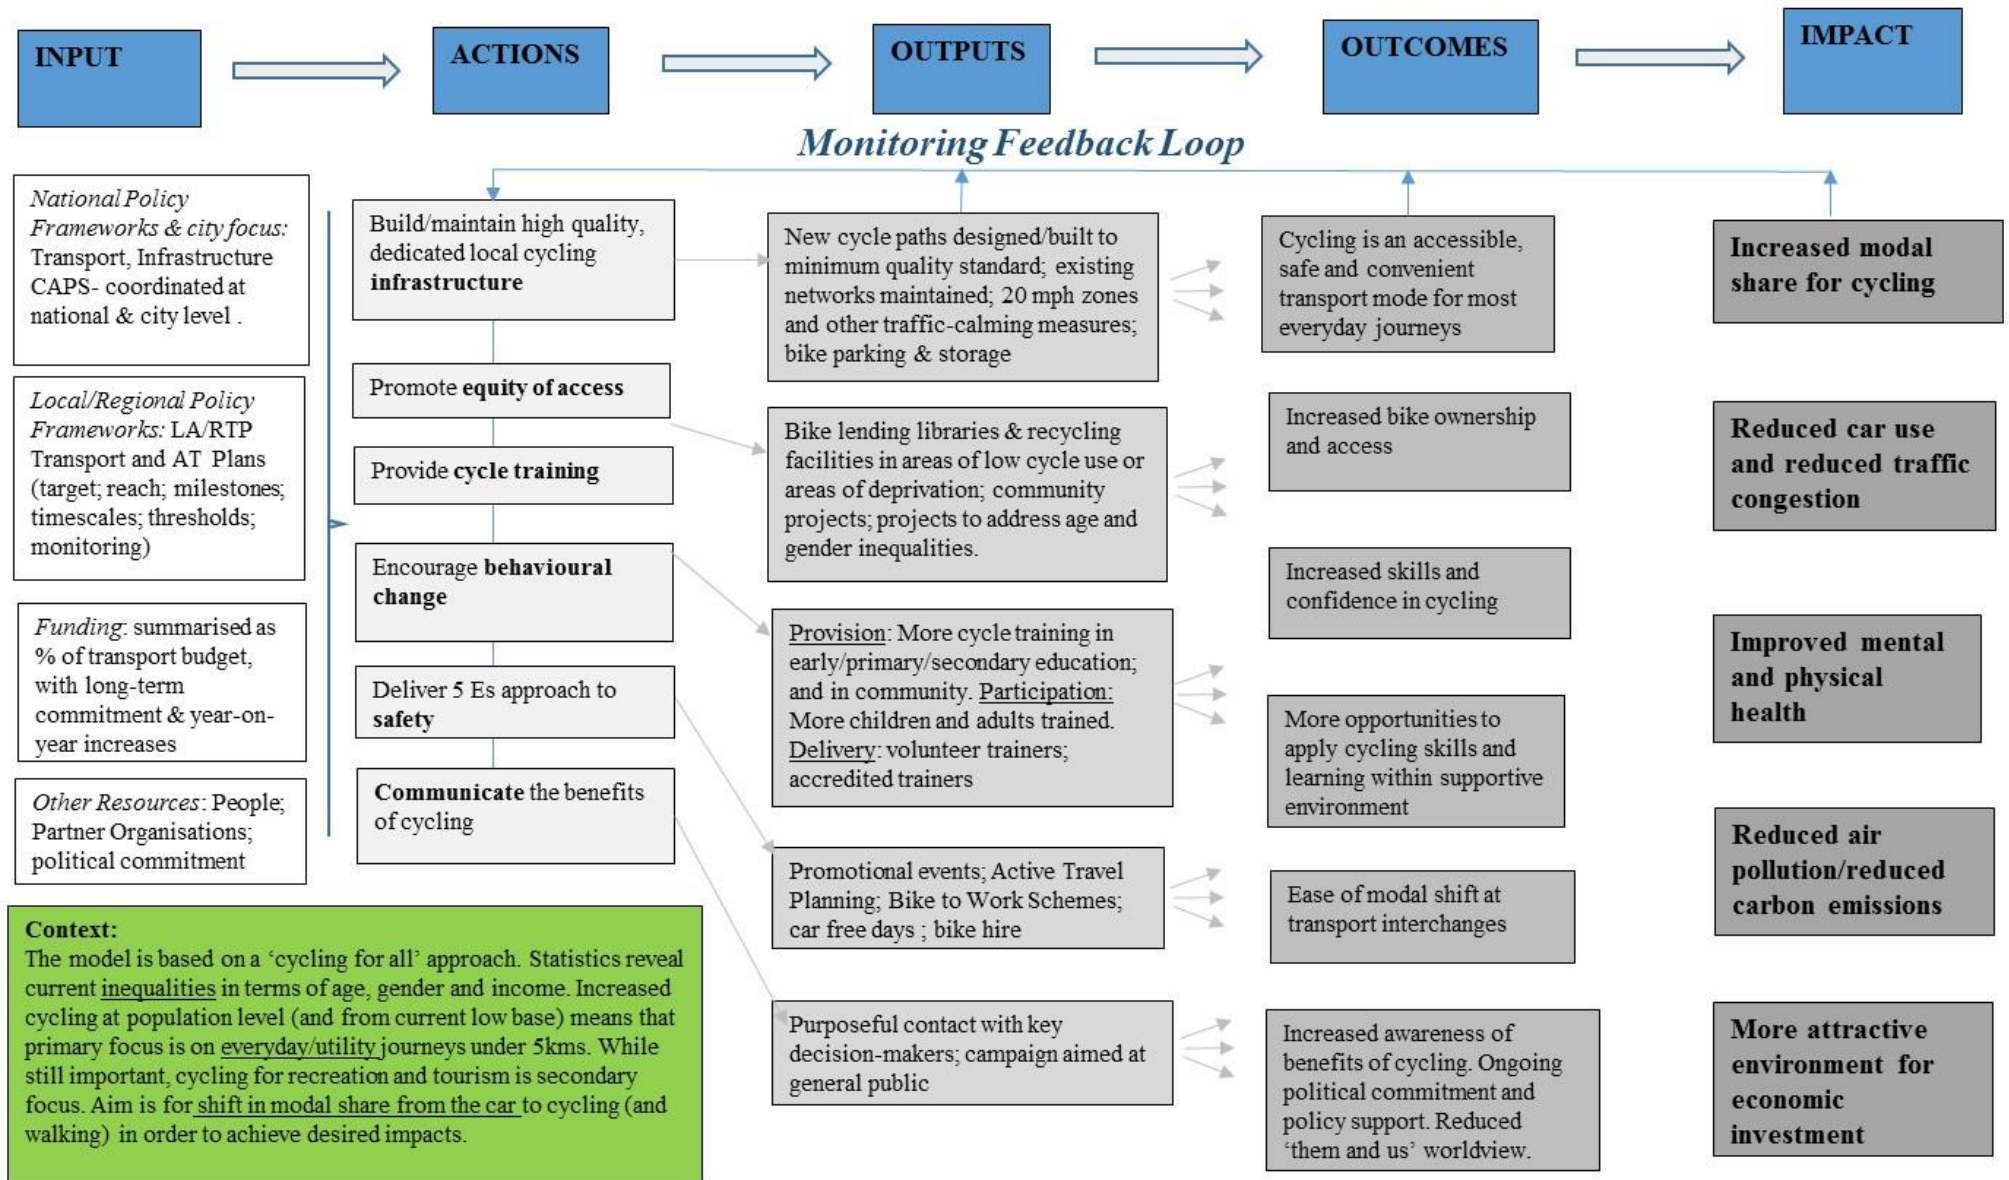 INPUT
ACTIONS
OUTPUTS
OUTCOMES
IMPACT
Monitoring Feedback Loop
National Policy
Frameworks & city focus:
Transport, Infrastructure
CAPS- coordinated at
national & city level .
Local/Regional Policy
Frameworks: LA/RTP
Transport and AT Plans
(target; reach; milestones;
timescales; thresholds;
monitoring)
Funding: summarised as
% of transport budget,
with long-term
commitment & year-on-
year increases
Other Resources: People;
Partner Organisations;
political commitment
Build/maintain high quality,
dedicated local cycling
infrastructure
Promote equity of access
Provide cycle training
Encourage behavioural
change
Deliver 5 Es approach to
safety
Communicate the benefits
of cycling
New cycle paths designed/built to
minimum quality standard; existing
networks maintained; 20 mph zones
and other traffic-calming measures;
bike parking & storage
Bike lending libraries & recycling
facilities in areas of low cycle use or
areas of deprivation; community
projects; projects to address age and
gender inequalities.
Provision: More cycle training in
early/primary/secondary education;
and in community. Participation:
More children and adults trained.
Delivery: volunteer trainers;
accredited trainers
Promotional events; Active Travel
Planning; Bike to Work Schemes;
car free days ; bike hire
Purposeful contact with key
decision-makers; campaign aimed at
general public
Cycling is an accessible,
safe and convenient
transport mode for most
everyday journeys
Increased bike ownership
and access
Increased skills and
confidence in cycling
More opportunities to
apply cycling skills and
learning within supportive
environment
Ease of modal shift at
transport interchanges
Increased awareness of
benefits of cycling. Ongoing
political commitment and
policy support. Reduced
‘them and us’ worldview.
Increased modal
share for cycling
Reduced car use
and reduced traffic
congestion
Improved mental
and physical
health
Reduced air
pollution/reduced
carbon emissions
More attractive
environment for
economic
investment
Context:
The model is based on a ‘cycling for all’ approach. Statistics reveal
current inequalities in terms of age, gender and income. Increased
cycling at population level (and from current low base) means that
primary focus is on everyday/utility journeys under 5kms. While
still important, cycling for recreation and tourism is secondary
focus. Aim is for shift in modal share from the car to cycling (and
walking) in order to achieve desired impacts.